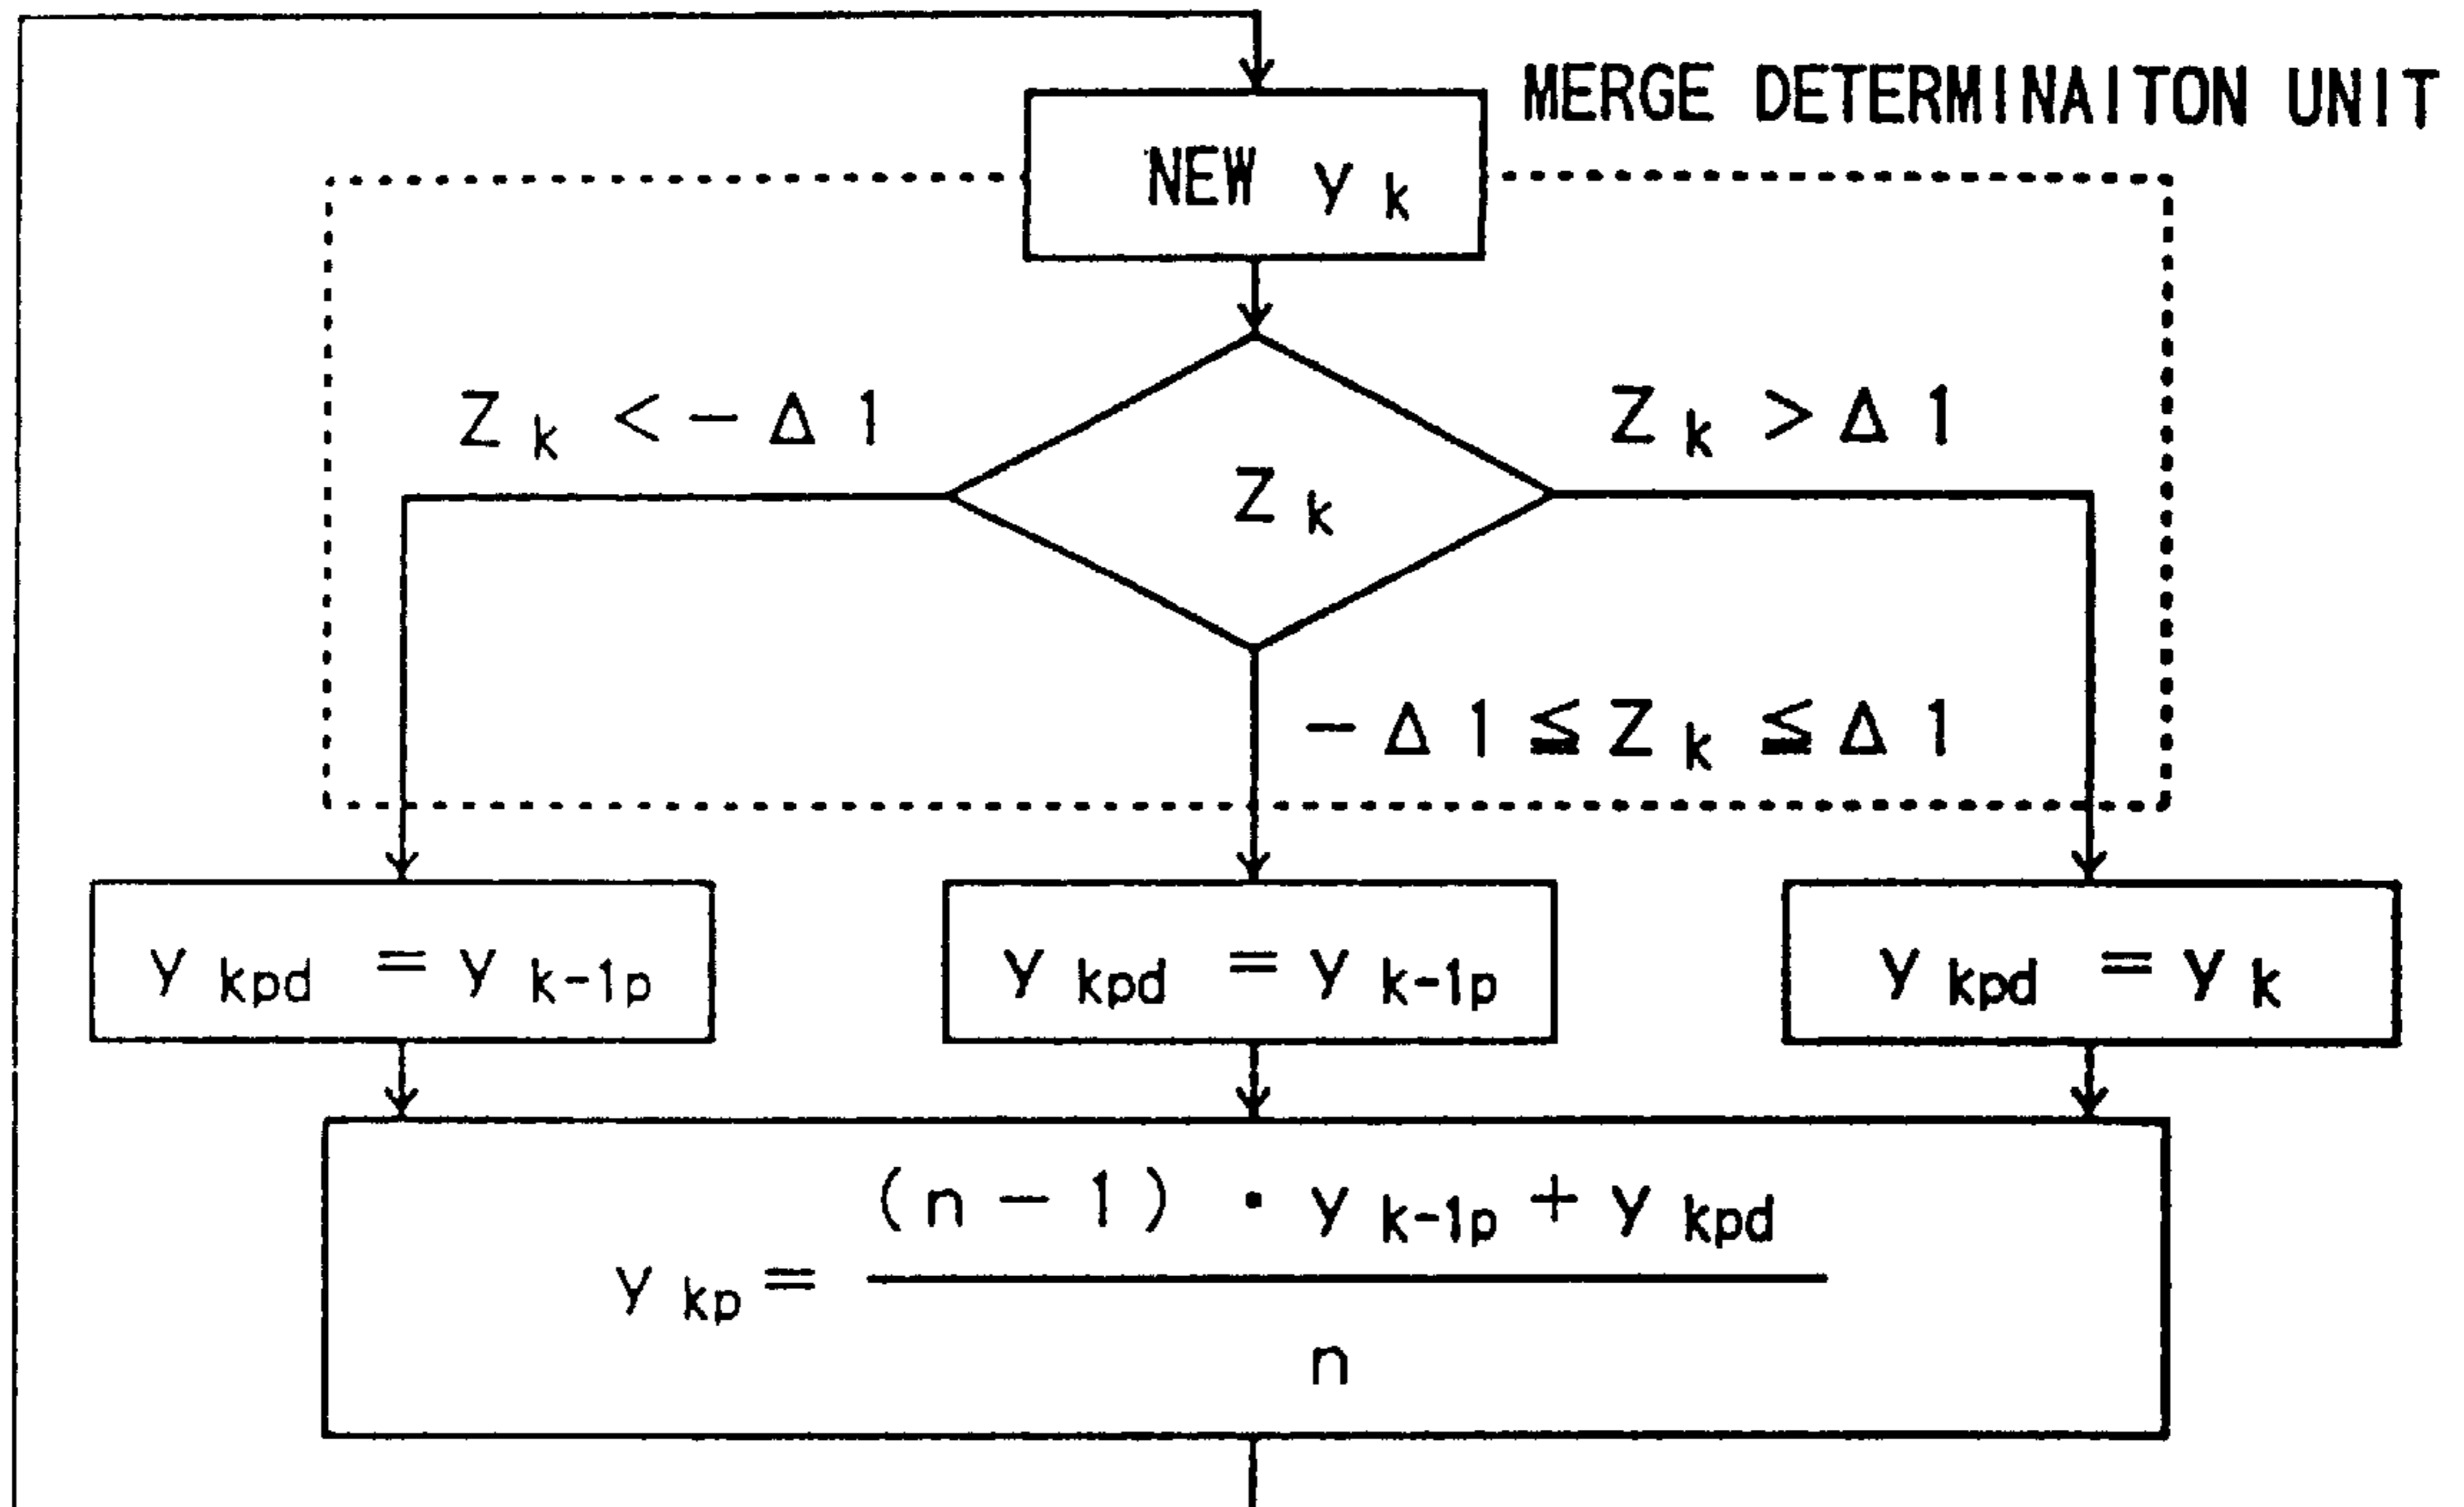 MERGE DETERMINAITON UNIT
NEW y k
Z k < - Δ 1
Z k > Δ 1
Z k
- Δ 1 ≦ Z k ≦ Δ 1
y kpd = y k-1p
y kpd = y k-1p
y kpd = y k
(n - 1) · y k-1p + y kpd
y kp =
n